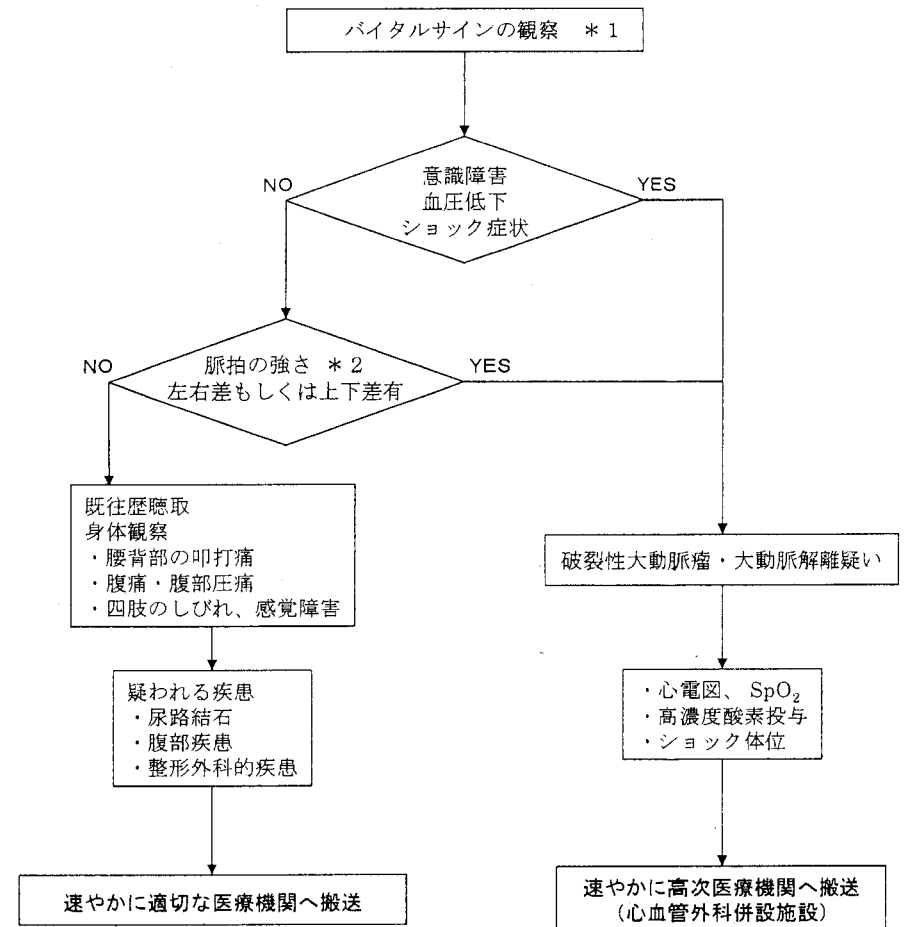 バイタルサインの観察 ＊1
意識障害
血圧低下
ショック症状
NO
YES
脈拍の強さ ＊2
左右差もしくは上下差有
NO
YES
既往歴聴取
身体観察
・腰背部の叩打痛
・腹痛・腹部圧痛
・四肢のしびれ、感覚障害
破裂性大動脈瘤・大動脈解離疑い
疑われる疾患
・尿路結石
・腹部疾患
・整形外科的疾患
・心電図、SpO₂
・高濃度酸素投与
・ショック体位
速やかに適切な医療機関へ搬送
速やかに高次医療機関へ搬送
（心血管外科併設施設）